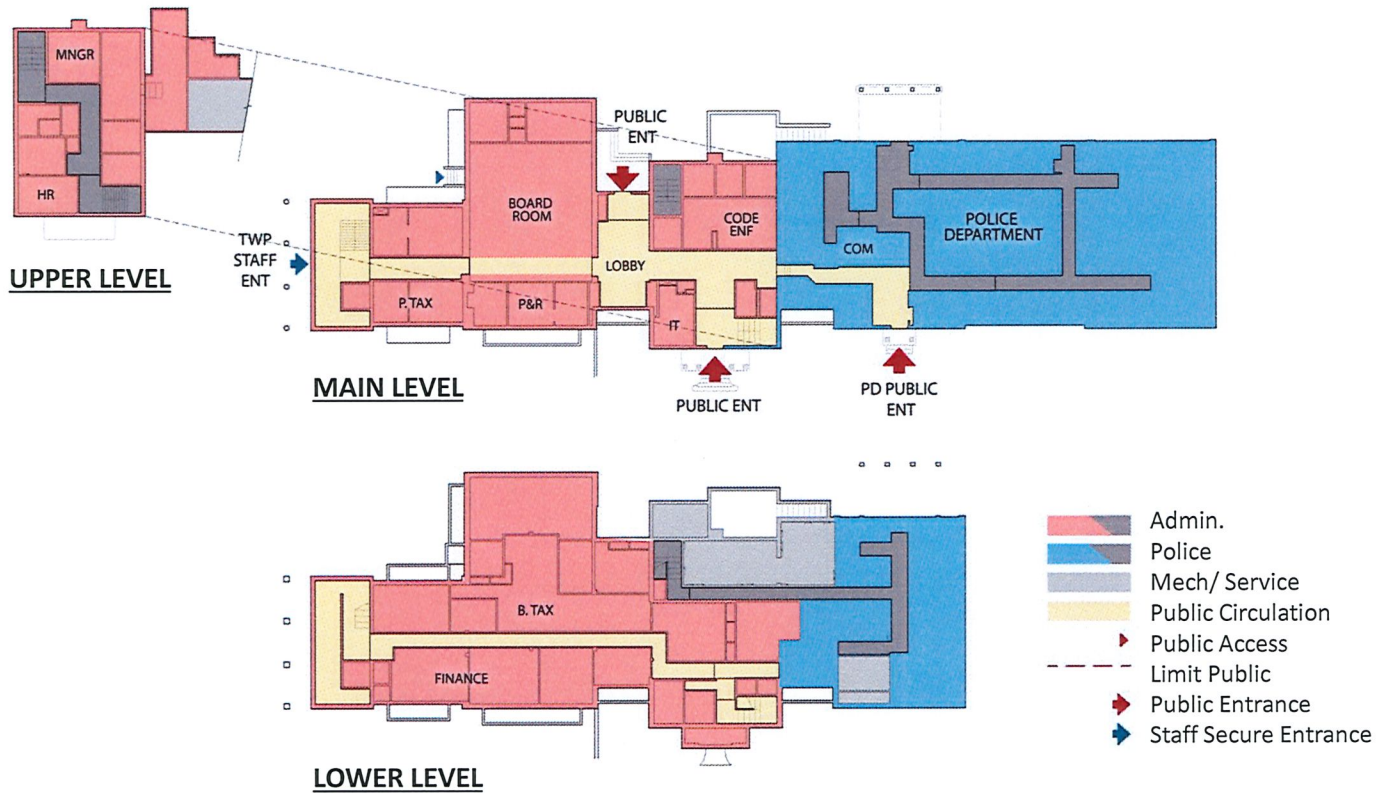 MNGR
HR
UPPER LEVEL
TWP
STAFF
ENT
PUBLIC
ENT
BOARD
ROOM
CODE
ENF
LOBBY
COM
POLICE
DEPARTMENT
P. TAX
P&R
IT
MAIN LEVEL
PUBLIC ENT
PD PUBLIC
ENT
B. TAX
FINANCE
LOWER LEVEL
Admin.
Police
Mech/ Service
Public Circulation
Public Access
Limit Public
Public Entrance
Staff Secure Entrance